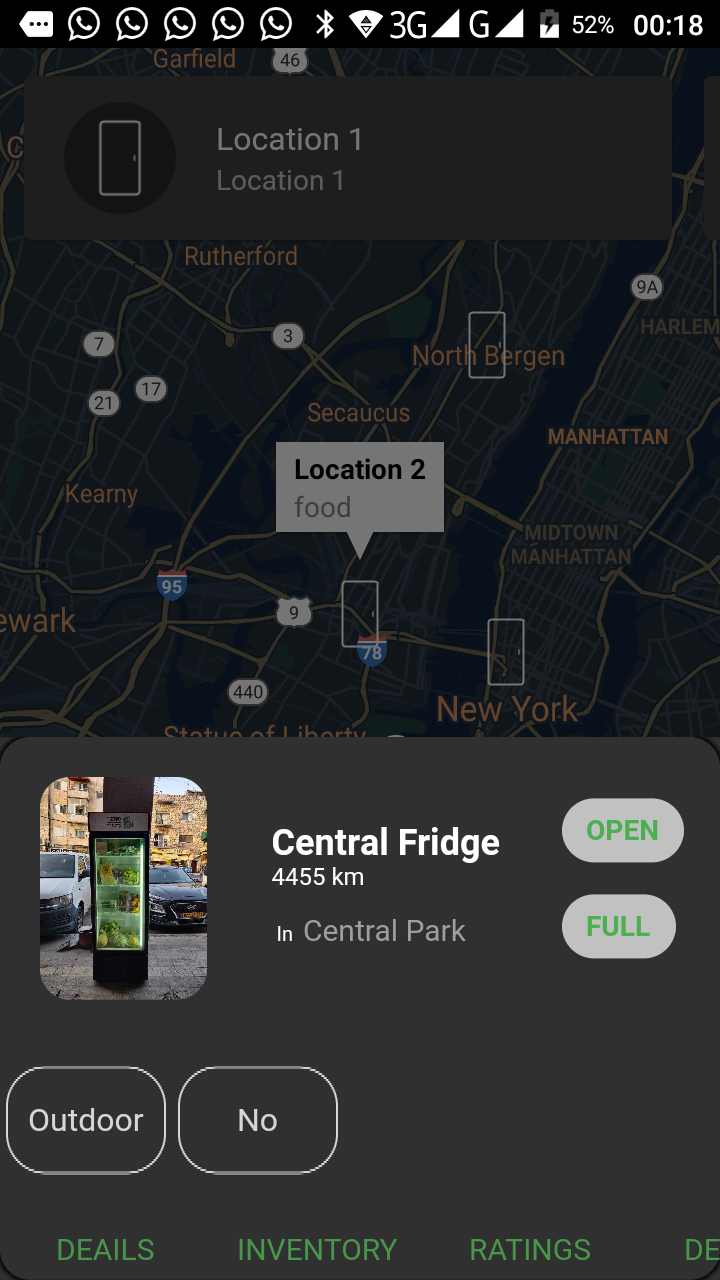 3G G 52% 00:18
Garfield
46
C
Location 1
Location 1
Rutherford
9A
HARLEM
7
3
North Bergen
17
21
Secaucus
MANHATTAN
Location 2
food
Kearny
MIDTOWN
MANHATTAN
95
9
ewark
78
440
New York
Statue of Liberty
Central Fridge
4455 km
In Central Park
OPEN
FULL
Outdoor
No
DEAILS
INVENTORY
RATINGS
DE